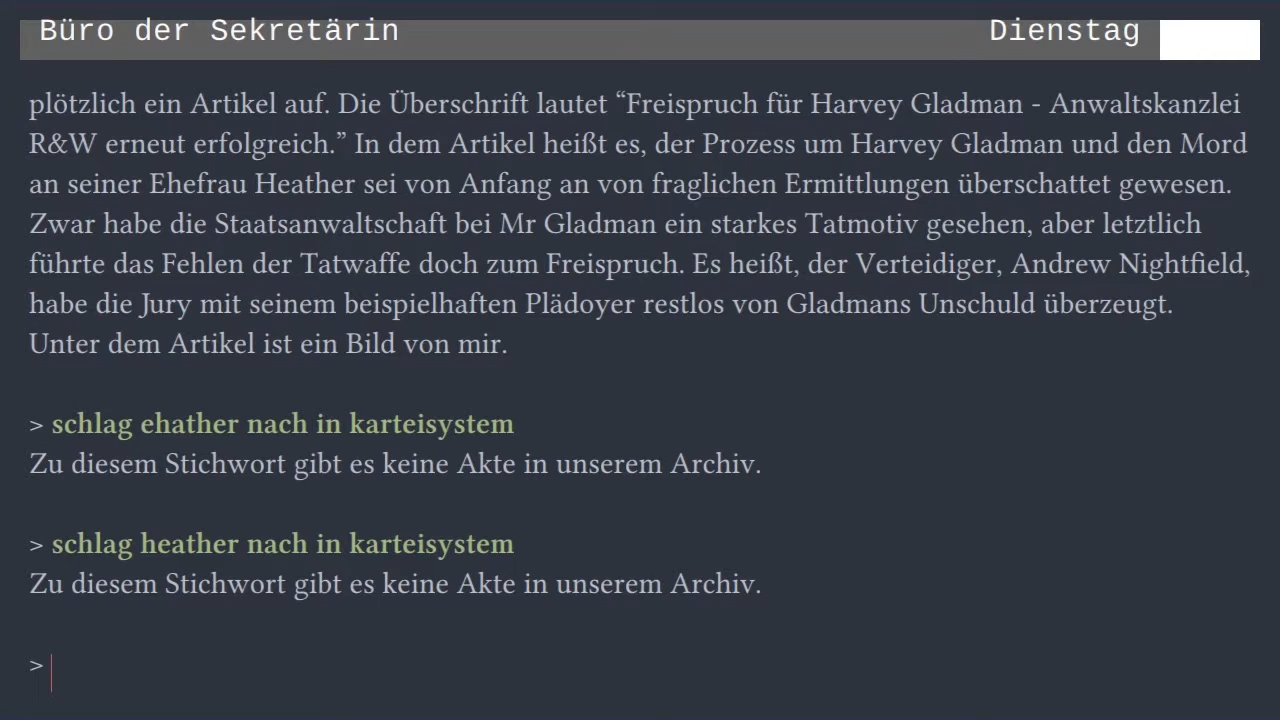 Büro der Sekretärin Dienstag
plötzlich ein Artikel auf. Die Überschrift lautet “Freispruch für Harvey Gladman - Anwaltskanzlei
R&W erneut erfolgreich.” In dem Artikel heißt es, der Prozess um Harvey Gladman und den Mord
an seiner Ehefrau Heather sei von Anfang an von fraglichen Ermittlungen überschattet gewesen.
Zwar habe die Staatsanwaltschaft bei Mr Gladman ein starkes Tatmotiv gesehen, aber letztlich
führte das Fehlen der Tatwaffe doch zum Freispruch. Es heißt, der Verteidiger, Andrew Nightfield,
habe die Jury mit seinem beispielhaften Plädoyer restlos von Gladmans Unschuld überzeugt.
Unter dem Artikel ist ein Bild von mir.
> schlag ehather nach in karteisystem
Zu diesem Stichwort gibt es keine Akte in unserem Archiv.
> schlag heather nach in karteisystem
Zu diesem Stichwort gibt es keine Akte in unserem Archiv.
>